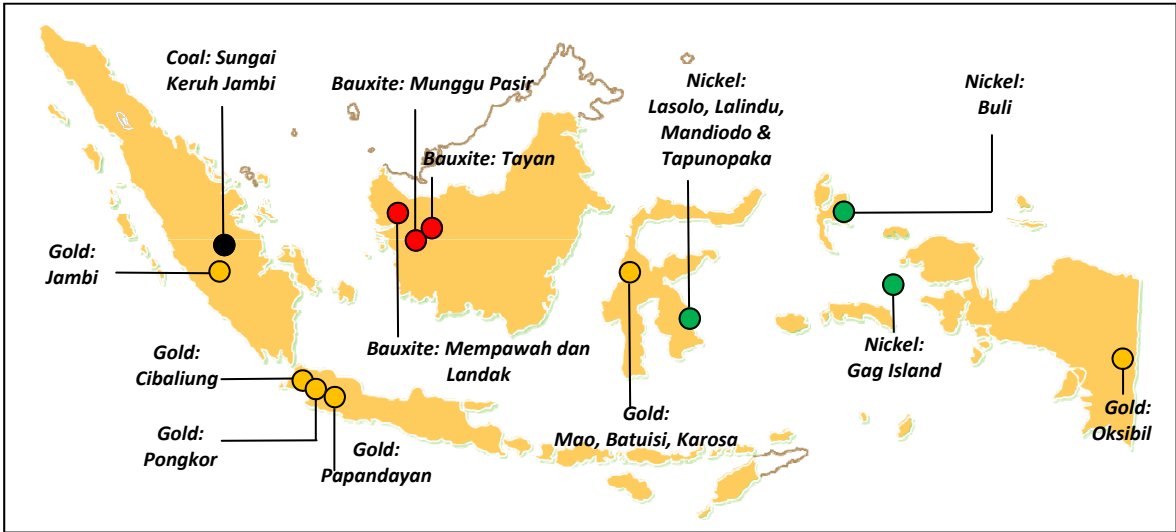 Coal: Sungai
Keruh Jambi
Bauxite: Munggu Pasir
Bauxite: Tayan
Nickel:
Lasolo, Lalindu,
Mandiodo &
Tapunopaka
Nickel:
Buli
Gold:
Jambi
Bauxite: Mempawah dan
Landak
Nickel:
Gag Island
Gold:
Cibaliung
Gold:
Pongkor
Gold:
Papandayan
Gold:
Mao, Batuisi, Karosa
Gold:
Oksibil